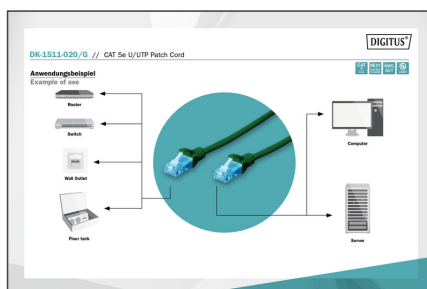 DIGITUS®
DK-1511-020/G // CAT 5e U/UTP Patch Cord
Anwendungsbeispiel
Example of use
Router
Switch
Wall Outlet
Floor tank
Computer
Server